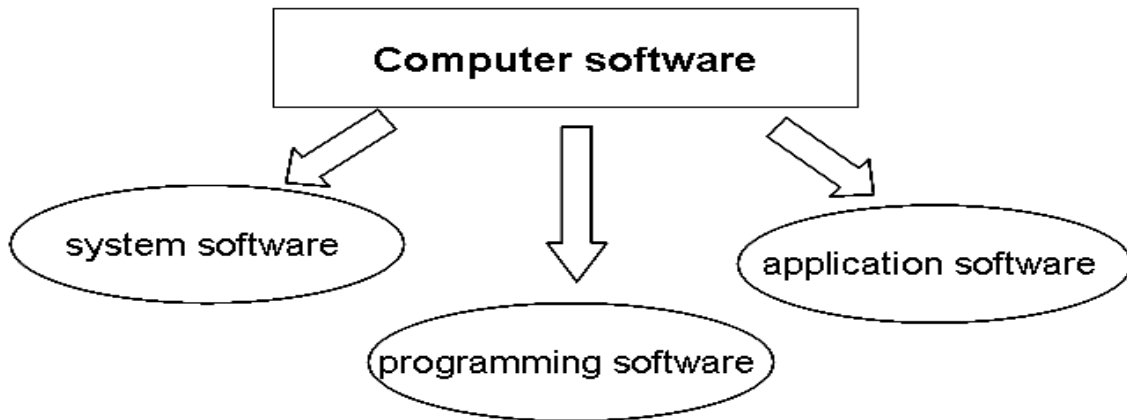 Computer software
system software
application software
programming software